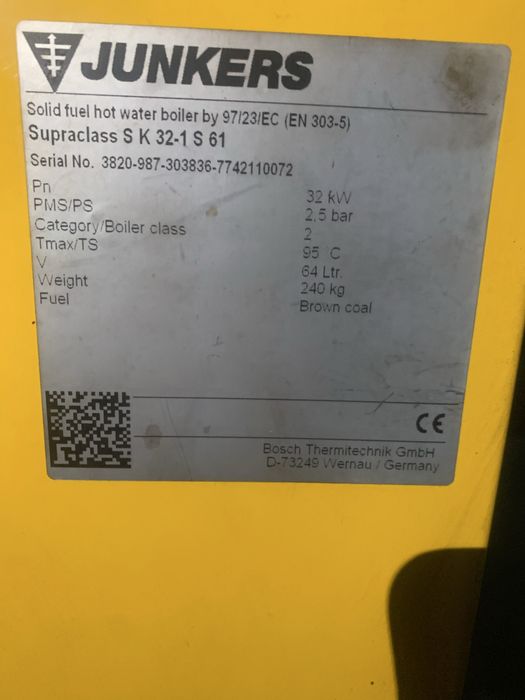 JUNKERS
Solid fuel hot water boiler by 97/23/EC (EN 303-5)
Supraclass S K 32-1 S 61
Serial No. 3820-987-303836-7742110072
Pn 32 kW
PMS/PS 2,5 bar
Category/Boiler class 2
Tmax/TS 95 C
V 64 Ltr.
Weight 240 kg
Fuel Brown coal
CE
Bosch Thermitechnik GmbH
D-73249 Wernau / Germany